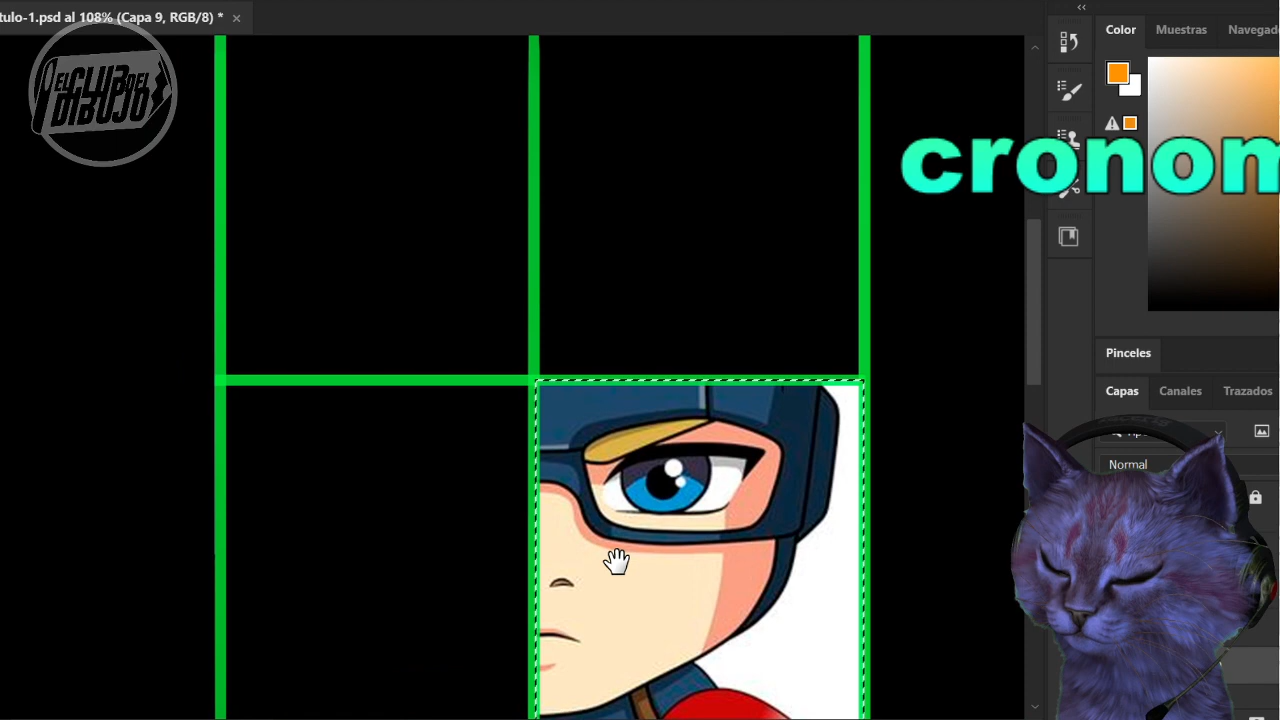 tulo-1.psd al 108% (Capa 9, RGB/8) *
EL CLUB DEL
DIBUJO
Color
Muestras
Navegad
cronom
Pinceles
Capas
Canales
Trazados
Normal